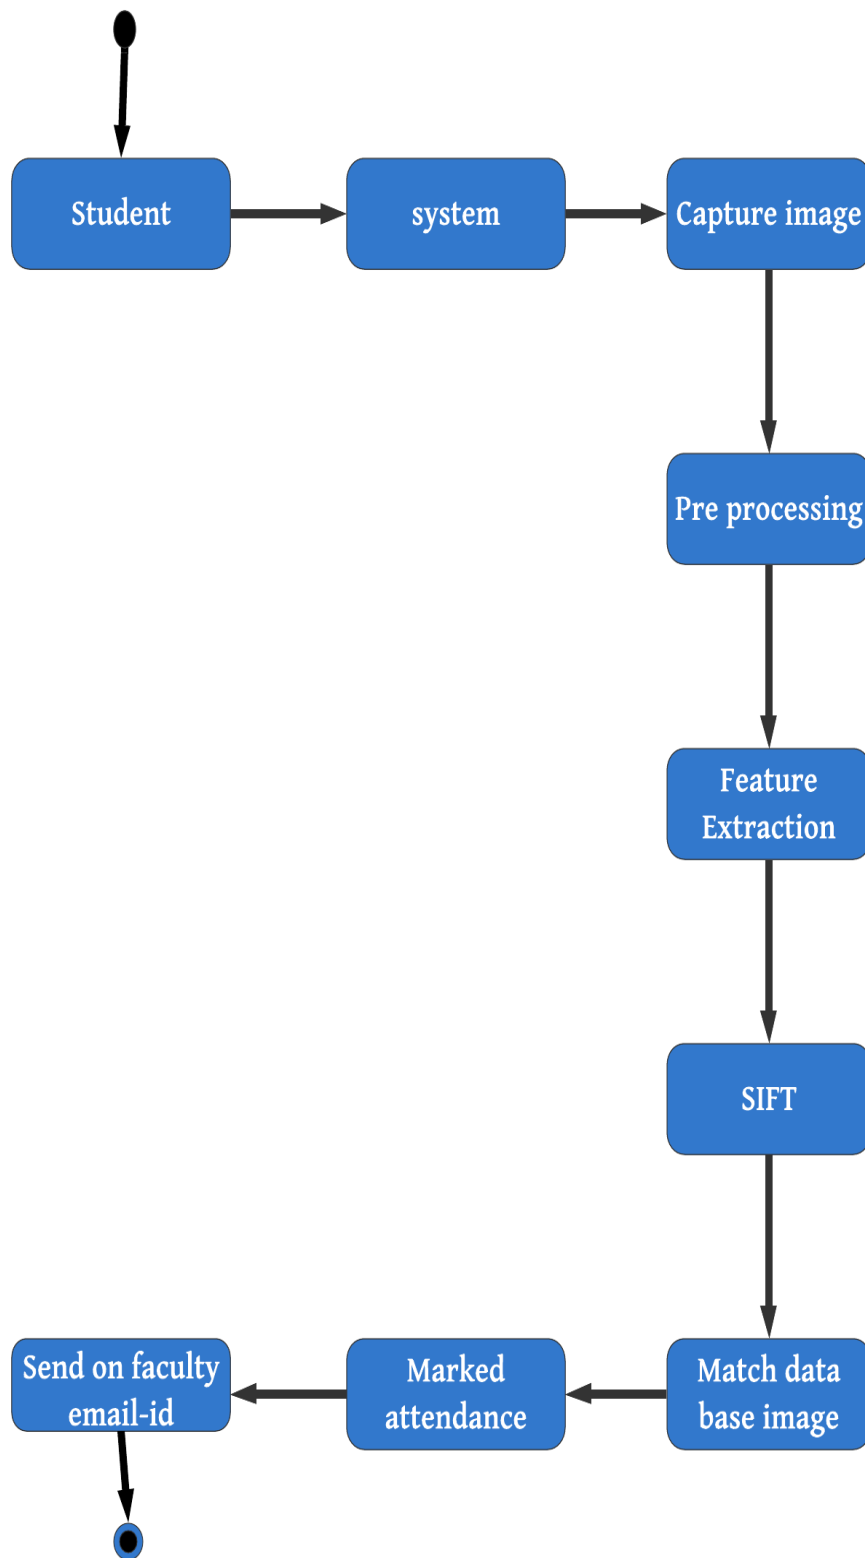 Student
system
Capture image
Pre processing
Feature
Extraction
SIFT
Match data
base image
Marked
attendance
Send on faculty
email-id